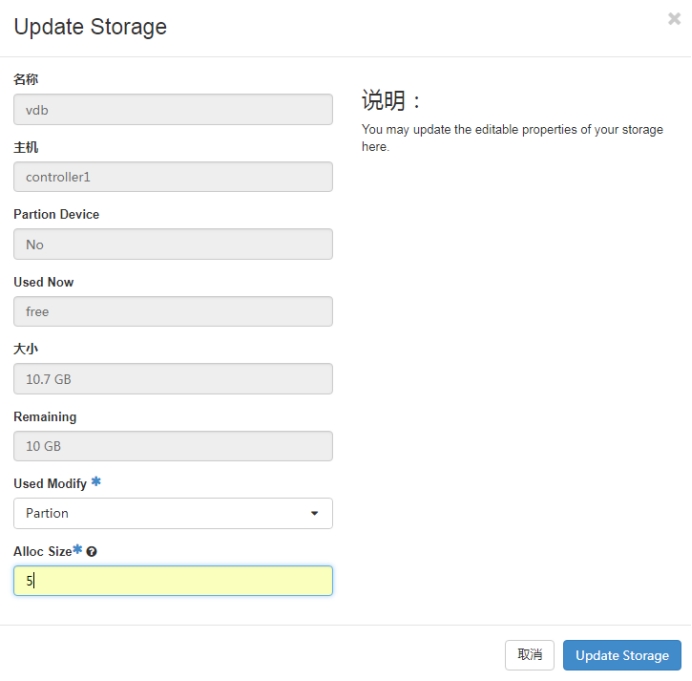 Update Storage
名称
vdb
主机
controller1
Partion Device
No
Used Now
free
大小
10.7 GB
Remaining
10 GB
Used Modify *
Partion
Alloc Size*
5
说明：
You may update the editable properties of your storage
here.
取消
Update Storage